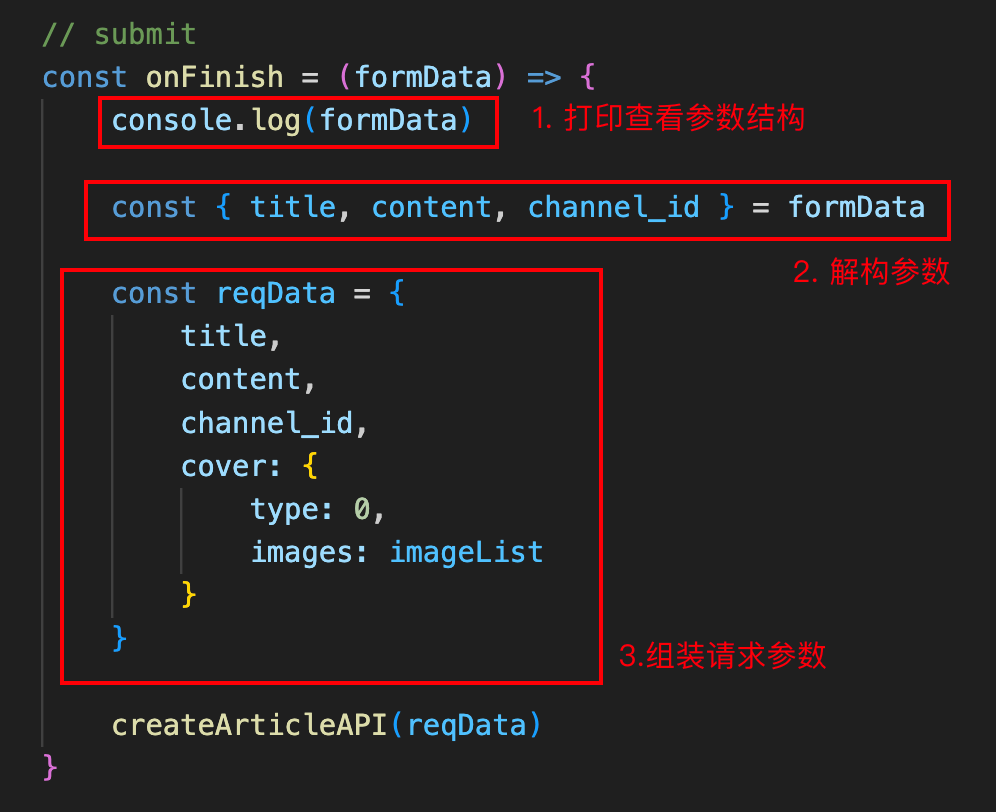 // submit
const onFinish = (formData) => {
console.log(formData)
1. 打印查看参数结构
const { title, content, channel_id } = formData
2. 解构参数
const reqData = {
title,
content,
channel_id,
cover: {
type: 0,
images: imageList
}
}
3.组装请求参数
createArticleAPI(reqData)
}